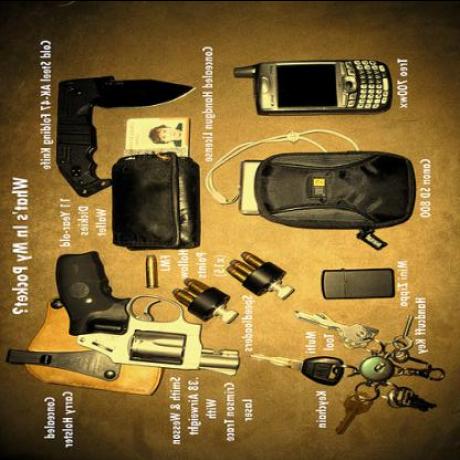 What's In My Pocket?
Cold Steel AK-47 Folding Knife
Concealed Handgun License
Treo 700wx
11 Year-old
Dickies
Wallet
Canon SD 800
FMJ
Hollow
Points
(x15)
Speedloaders
Mini Zippo
Handcuff Key
Multi
Tool
Keychain
Concealed
Carry Holster
Smith & Wesson
.38 Airweight
With
Crimson Trace
Laser